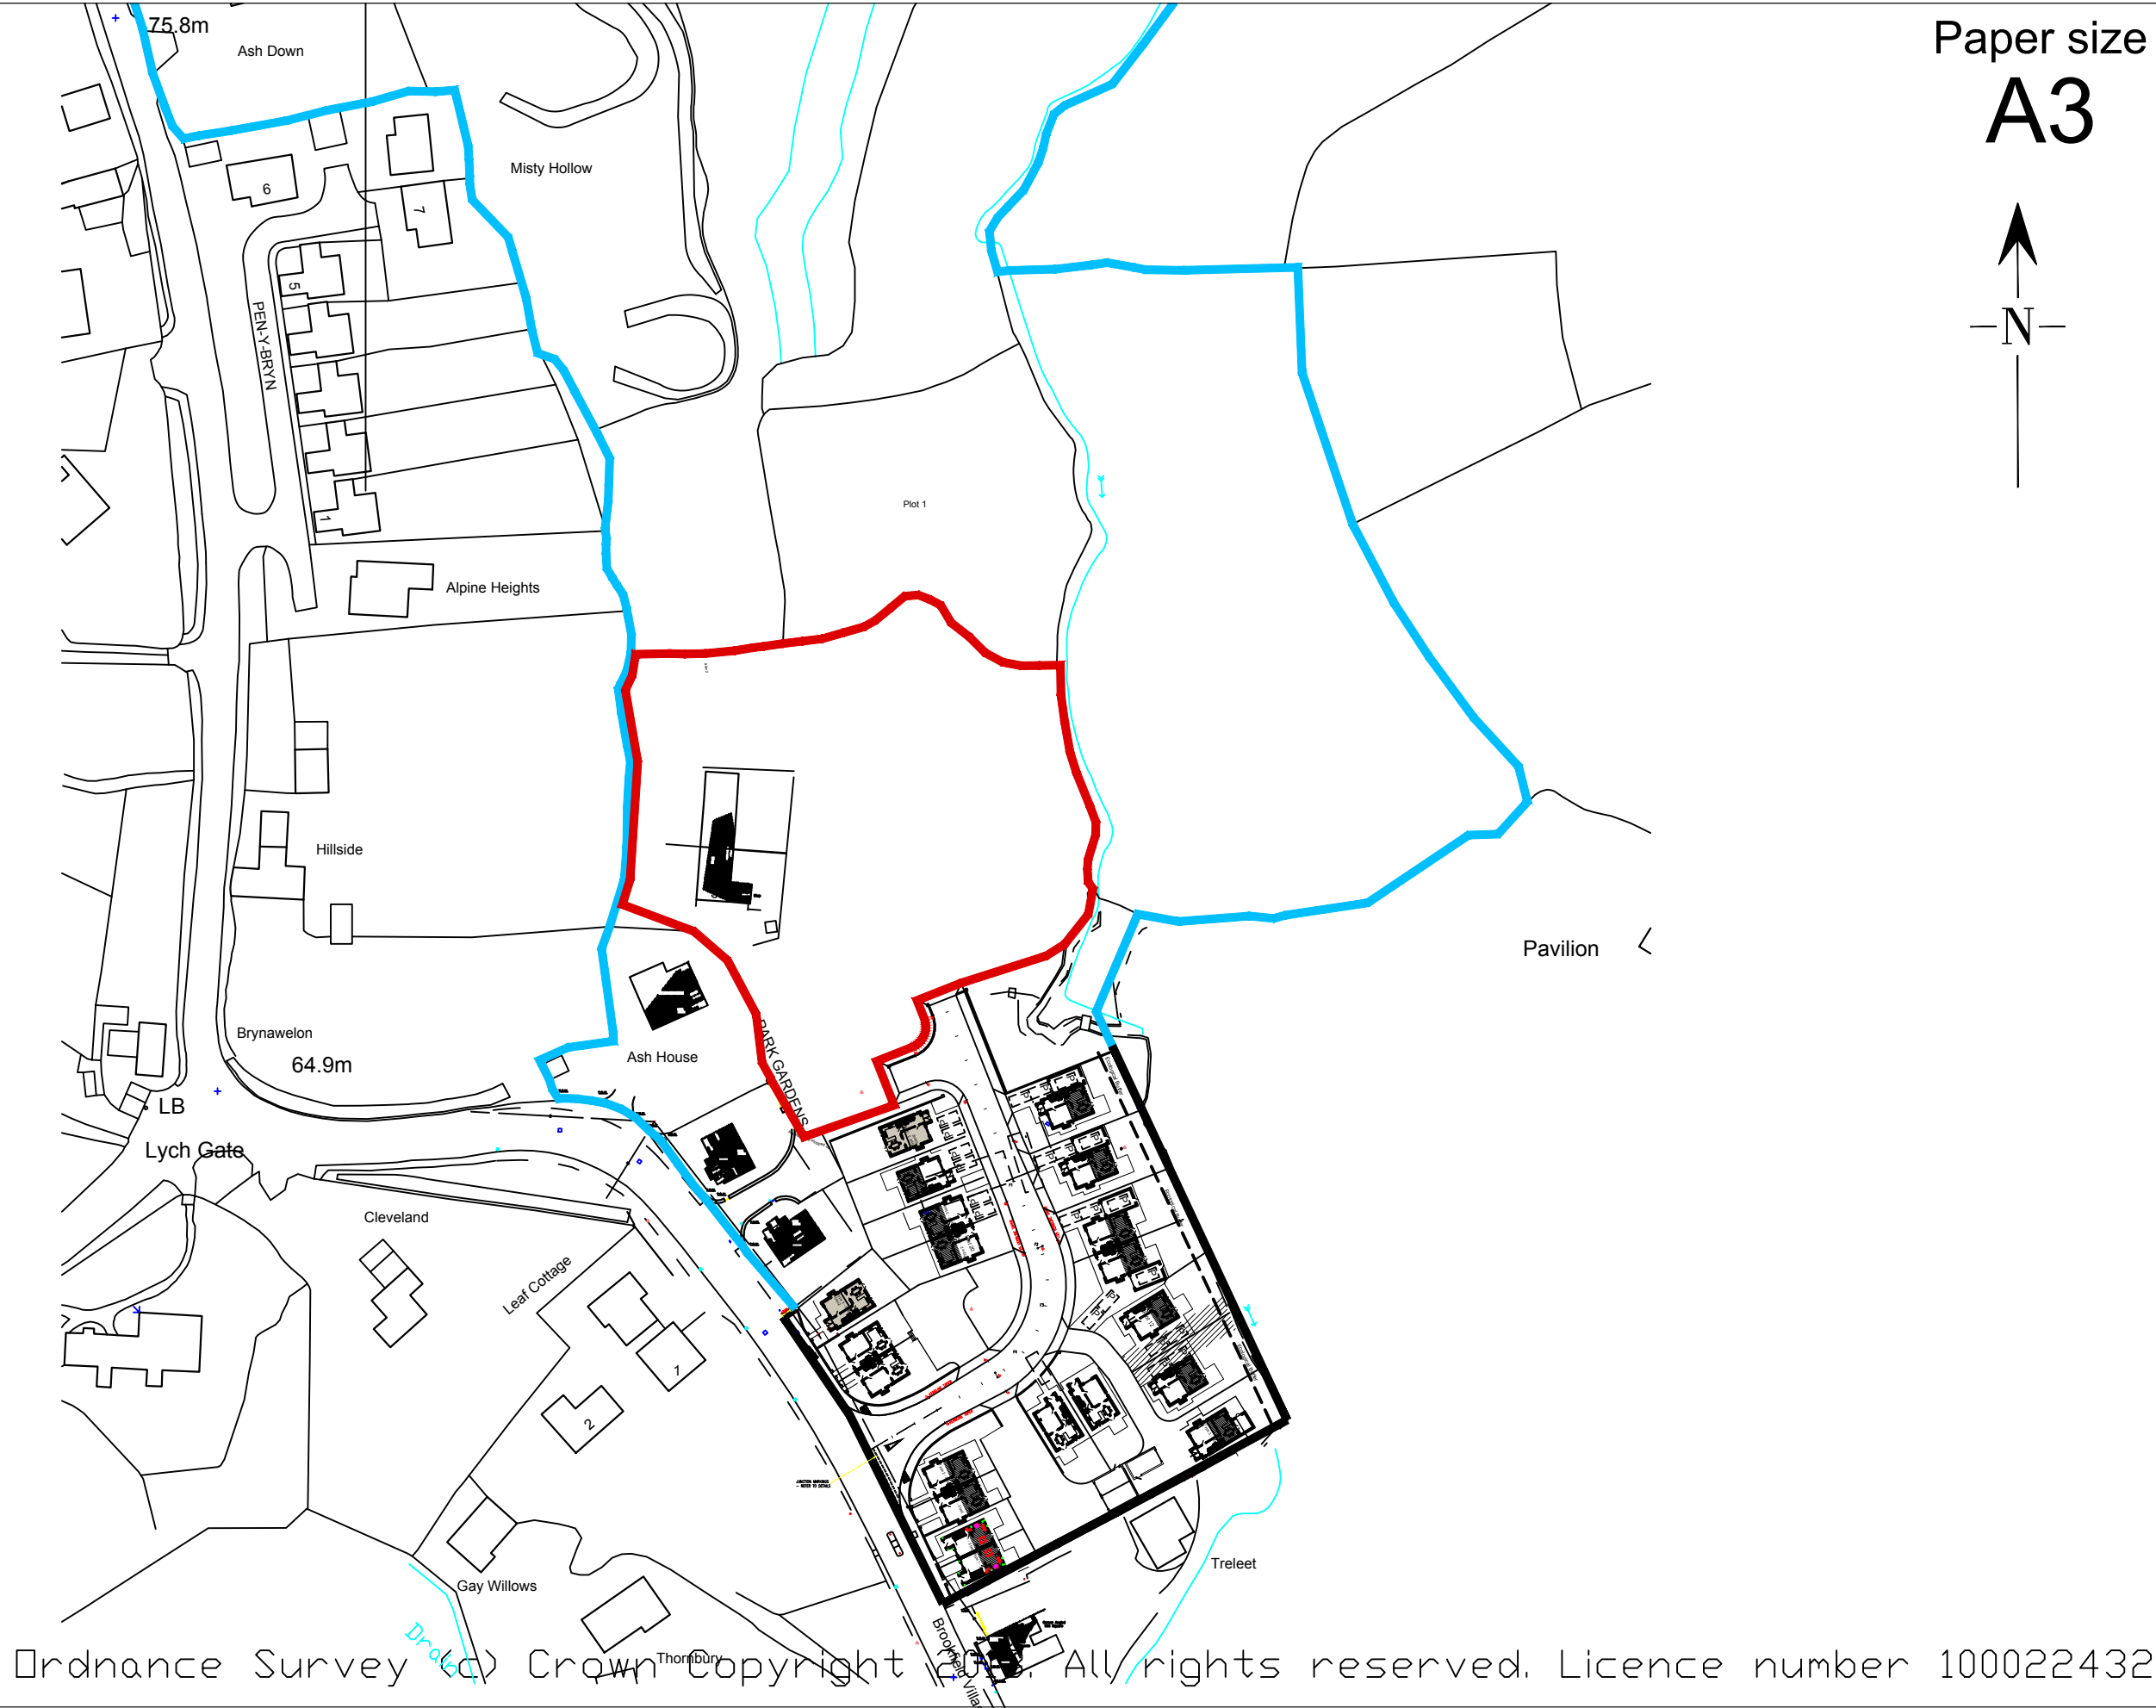 Paper size
A3
N
75.8m
Ash Down
Misty Hollow
6
7
5
PEN-Y-BRYN
1
Plot 1
Alpine Heights
Hillside
Pavilion
Brynawelon
64.9m
Ash House
PARK GARDENS
LB
Lych Gate
Cleveland
Leaf Cottage
1
2
Gay Willows
Thornbury
Treleet
Drain
Ordnance Survey (c) Crown Copyright All rights reserved. Licence number 100022432